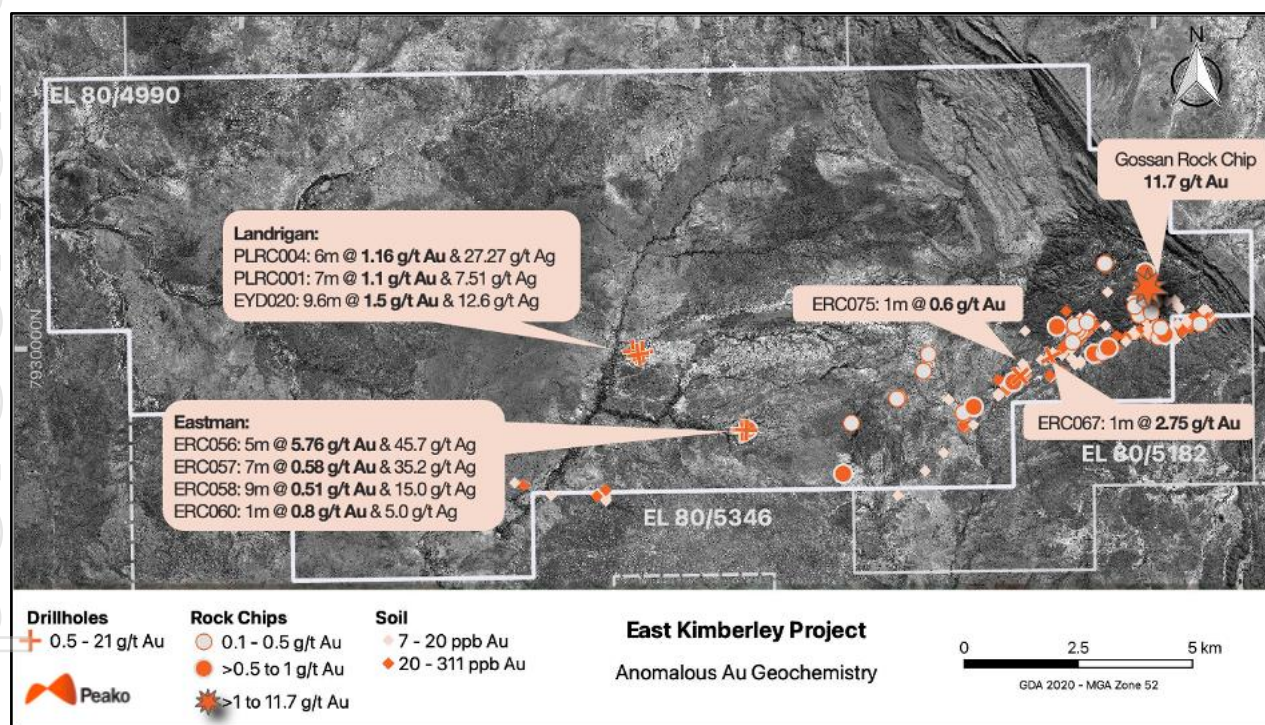 EL 80/4990
N
Gossan Rock Chip
11.7 g/t Au
Landrigan:
PLRC004: 6m @ 1.16 g/t Au & 27.27 g/t Ag
PLRC001: 7m @ 1.1 g/t Au & 7.51 g/t Ag
EYD020: 9.6m @ 1.5 g/t Au & 12.6 g/t Ag
ERC075: 1m @ 0.6 g/t Au
7930000N
Eastman:
ERC056: 5m @ 5.76 g/t Au & 45.7 g/t Ag
ERC057: 7m @ 0.58 g/t Au & 35.2 g/t Ag
ERC058: 9m @ 0.51 g/t Au & 15.0 g/t Ag
ERC060: 1m @ 0.8 g/t Au & 5.0 g/t Ag
ERC067: 1m @ 2.75 g/t Au
EL 80/5182
EL 80/5346
Drillholes
0.5 - 21 g/t Au
Peako
Rock Chips
0.1 - 0.5 g/t Au
>0.5 to 1 g/t Au
>1 to 11.7 g/t Au
Soil
7 - 20 ppb Au
20 - 311 ppb Au
East Kimberley Project
Anomalous Au Geochemistry
0 2.5 5 km
GDA 2020 - MGA Zone 52